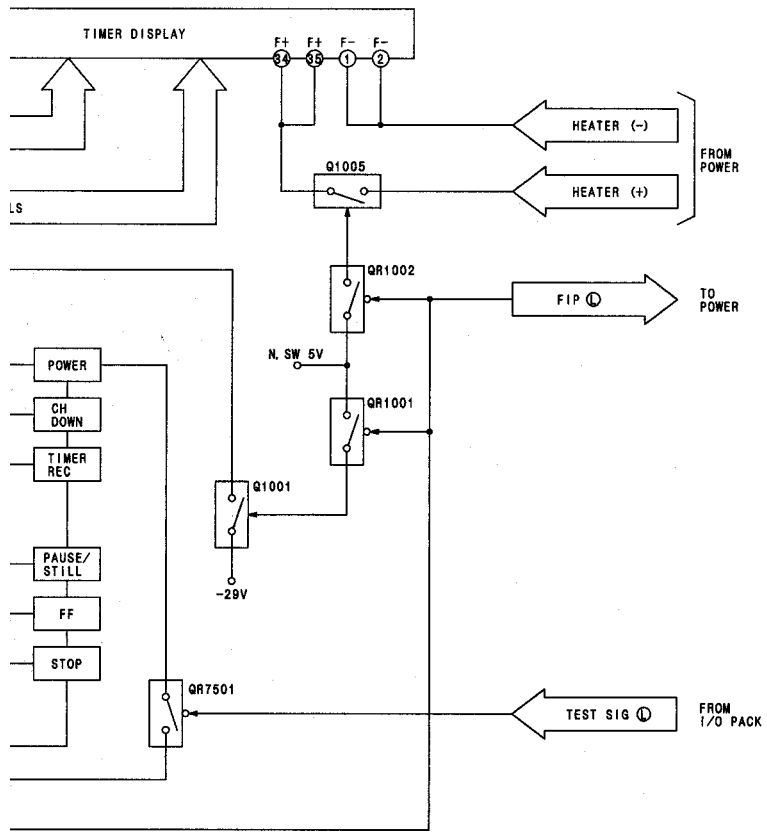 TIMER DISPLAY
F+ F+ F- F-
34 35 1 2
HEATER (-)
FROM
POWER
Q1005
HEATER (+)
LS
QR1002
FIP Ⓛ
TO
POWER
N. SW 5V
POWER
QR1001
CH
DOWN
TIMER
REC
Q1001
PAUSE/
STILL
-29V
FF
STOP
QR7501
TEST SIG Ⓛ
FROM
I/O PACK